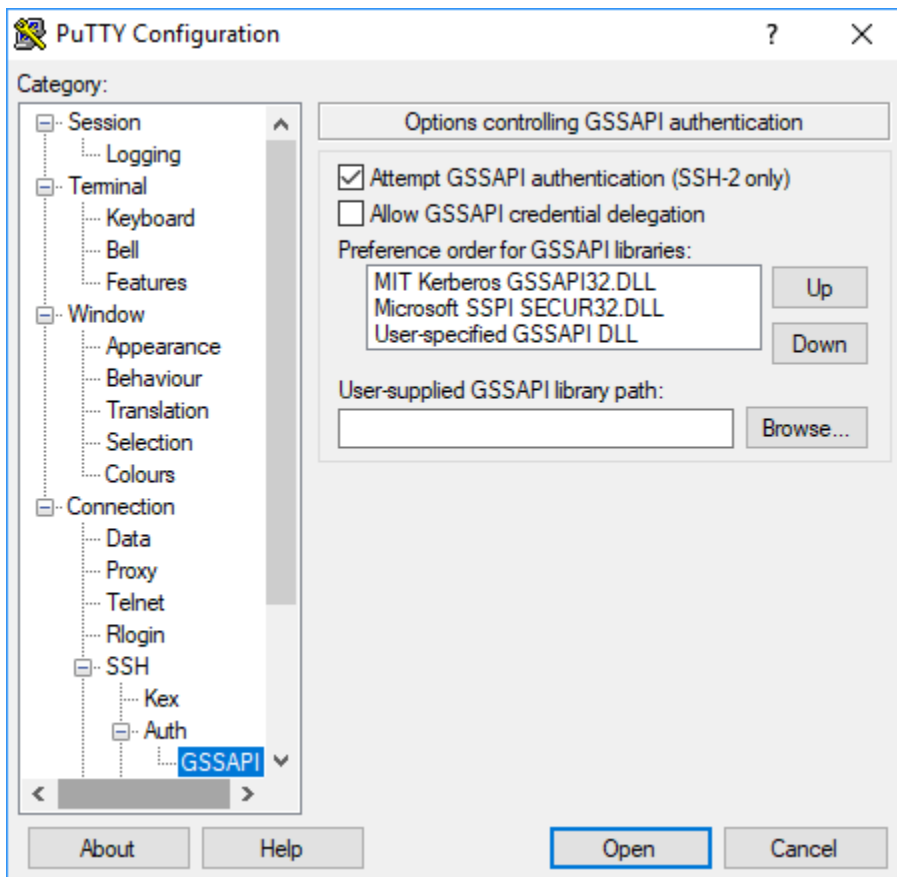 PuTTY Configuration
?
Category:
Session
Logging
Terminal
Keyboard
Bell
Features
Window
Appearance
Behaviour
Translation
Selection
Colours
Connection
Data
Proxy
Telnet
Rlogin
SSH
Kex
Auth
GSSAPI
Options controlling GSSAPI authentication
Attempt GSSAPI authentication (SSH-2 only)
Allow GSSAPI credential delegation
Preference order for GSSAPI libraries:
MIT Kerberos GSSAPI32.DLL
Microsoft SSPI SECUR32.DLL
User-specified GSSAPI DLL
Up
Down
User-supplied GSSAPI library path:
Browse...
About
Help
Open
Cancel